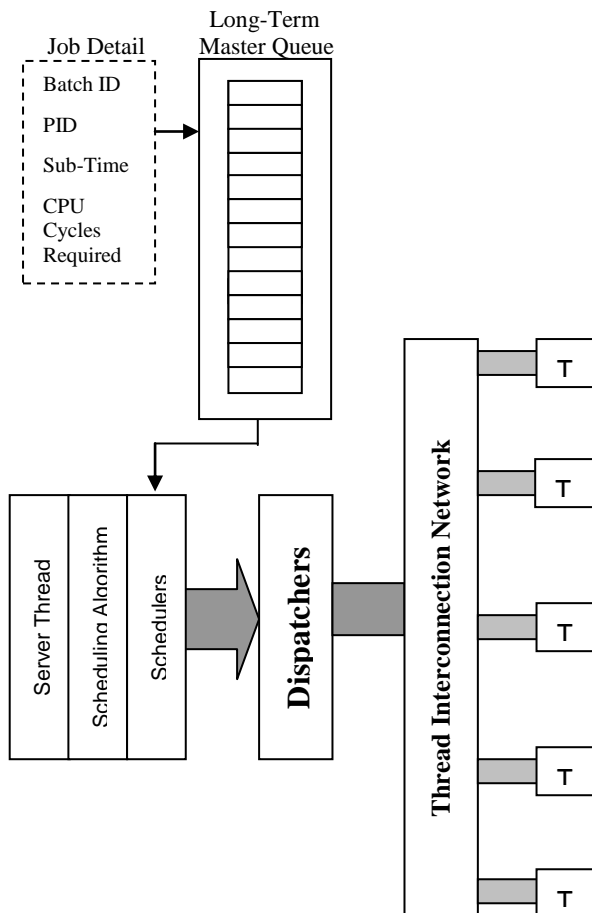 Long-Term
Master Queue
Job Detail
Batch ID
PID
Sub-Time
CPU
Cycles
Required
Server Thread
Scheduling Algorithm
Schedulers
Dispatchers
Thread Interconnection Network
T
T
T
T
T